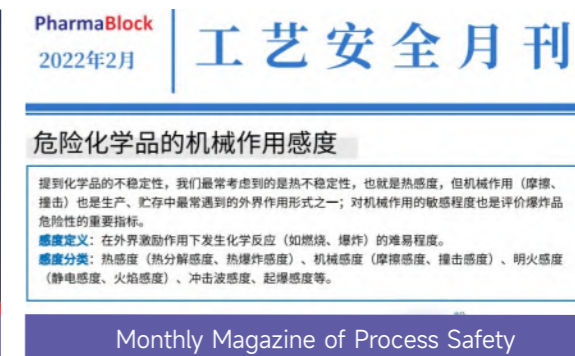 PharmaBlock
2022年2月
工艺安全月刊
危险化学品的机械作用感度
提到化学品的不稳定性，我们最常考虑到的是热不稳定性，也就是热感度，但机械作用（摩擦、
撞击）也是生产、贮存中最常遇到的外界作用形式之一；对机械作用的敏感程度也是评价爆炸品
危险性的重要指标。
感度定义：在外界激励作用下发生化学反应（如燃烧、爆炸）的难易程度。
感度分类：热感度（热分解感度、热爆炸感度）、机械感度（摩擦感度、撞击感度）、明火感度
（静电感度、火焰感度）、冲击波感度、起爆感度等。
Monthly Magazine of Process Safety